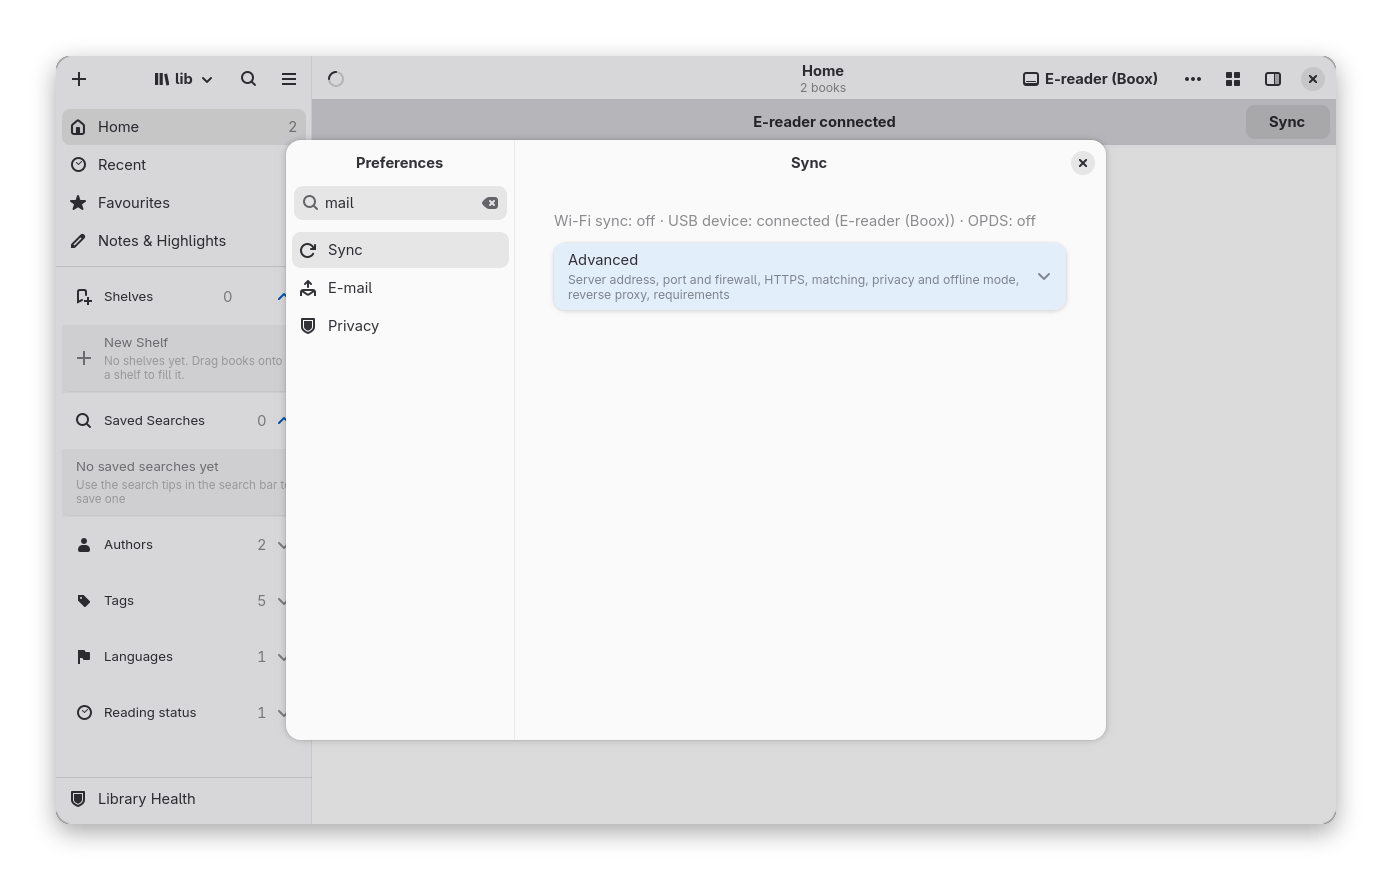 lib
Home
2 books
E-reader (Boox)
E-reader connected
Sync
Home 2
Recent
Favourites
Notes & Highlights
Shelves 0
New Shelf
No shelves yet. Drag books onto
a shelf to fill it.
Saved Searches 0
No saved searches yet
Use the search tips in the search bar
save one
Authors 2
Tags 5
Languages 1
Reading status 1
Library Health
Preferences
mail
Sync
E-mail
Privacy
Sync
Wi-Fi sync: off · USB device: connected (E-reader (Boox)) · OPDS: off
Advanced
Server address, port and firewall, HTTPS, matching, privacy and offline mode,
reverse proxy, requirements